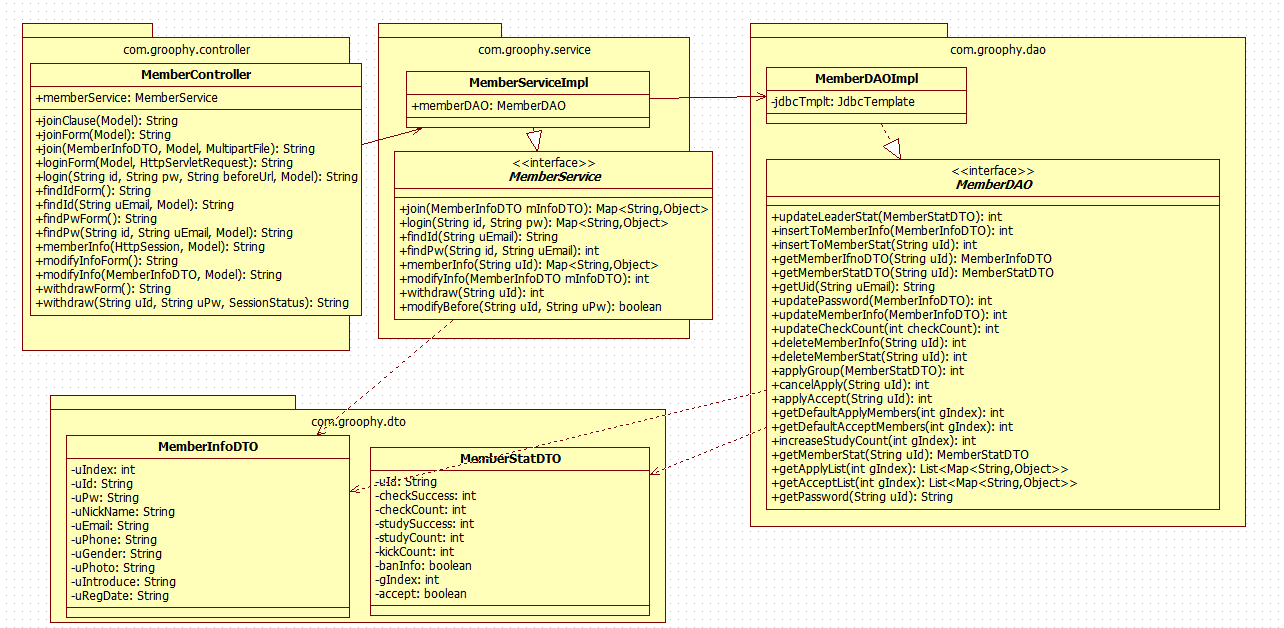 com.groophy.controller
MemberController
+memberService: MemberService
+joinClause(Model): String
+joinForm(Model): String
+join(MemberInfoDTO, Model, MultipartFile): String
+loginForm(Model, HttpServletRequest): String
+login(String id, String pw, String beforeUrl, Model): String
+findIdForm(): String
+findId(String uEmail, Model): String
+findPwForm(): String
+findPw(String id, String uEmail, Model): String
+memberInfo(HttpSession, Model): String
+modifyInfoForm(): String
+modifyInfo(MemberInfoDTO, Model): String
+withdrawForm(): String
+withdraw(String uId, String uPw, SessionStatus): String
com.groophy.service
MemberServiceImpl
+memberDAO: MemberDAO
<<interface>>
MemberService
+join(MemberInfoDTO mInfoDTO): Map<String,Object>
+login(String id, String pw): Map<String,Object>
+findId(String uEmail): String
+findPw(String id, String uEmail): int
+memberInfo(String uId): Map<String,Object>
+modifyInfo(MemberInfoDTO mInfoDTO): int
+withdraw(String uId): int
+modifyBefore(String uId, String uPw): boolean
com.groophy.dao
MemberDAOImpl
-jdbcTmplt: JdbcTemplate
<<interface>>
MemberDAO
+updateLeaderStat(MemberStatDTO): int
+insertToMemberInfo(MemberInfoDTO): int
+insertToMemberStat(String uId): int
+getMemberIfnoDTO(String uId): MemberInfoDTO
+getMemberStatDTO(String uId): MemberStatDTO
+getUid(String uEmail): String
+updatePassword(MemberInfoDTO): int
+updateMemberInfo(MemberInfoDTO): int
+updateCheckCount(int checkCount): int
+deleteMemberInfo(String uId): int
+deleteMemberStat(String uId): int
+applyGroup(MemberStatDTO): int
+cancelApply(String uId): int
+applyAccept(String uId): int
+getDefaultApplyMembers(int gIndex): int
+getDefaultAcceptMembers(int gIndex): int
+increaseStudyCount(int gIndex): int
+getMemberStat(String uId): MemberStatDTO
+getApplyList(int gIndex): List<Map<String,Object>>
+getAcceptList(int gIndex): List<Map<String,Object>>
+getPassword(String uId): String
com.groophy.dto
MemberInfoDTO
-uIndex: int
-uId: String
-uPw: String
-uNickName: String
-uEmail: String
-uPhone: String
-uGender: String
-uPhoto: String
-uIntroduce: String
-uRegDate: String
MemberStatDTO
-uId: String
-checkSuccess: int
-checkCount: int
-studySuccess: int
-studyCount: int
-kickCount: int
-banInfo: boolean
-gIndex: int
-accept: boolean